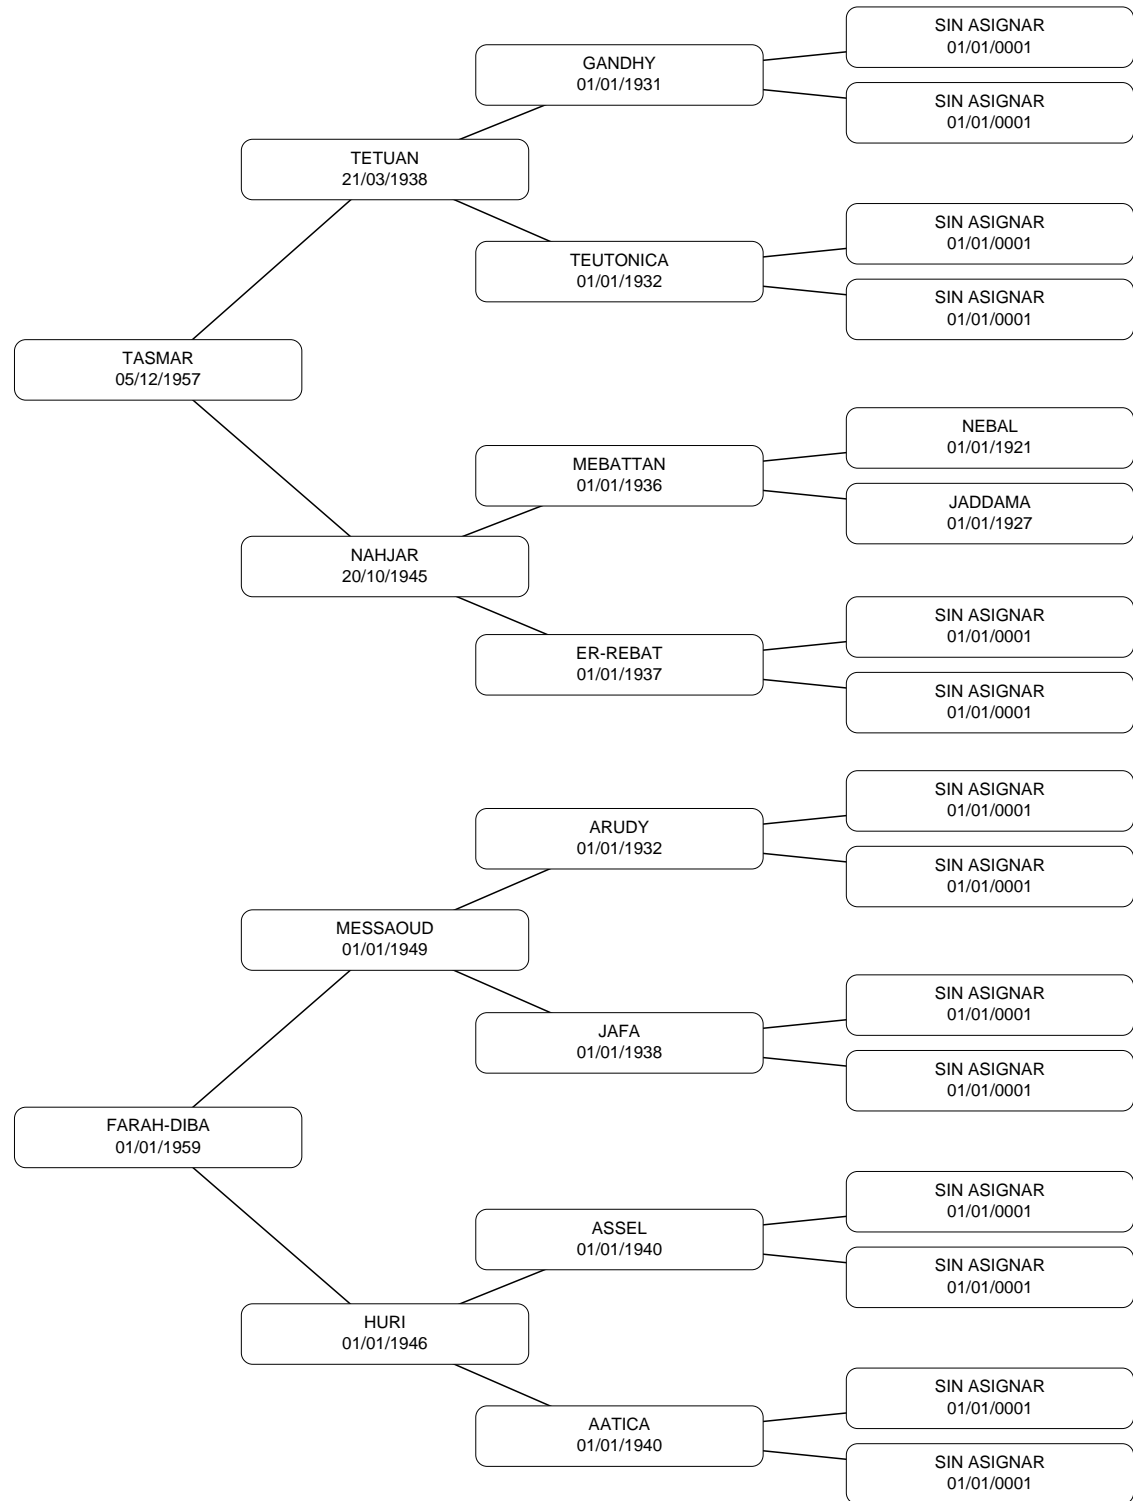 SIN ASIGNAR
01/01/0001
GANDHY
01/01/1931
SIN ASIGNAR
01/01/0001
TETUAN
21/03/1938
SIN ASIGNAR
01/01/0001
TEUTONICA
01/01/1932
SIN ASIGNAR
01/01/0001
TASMAR
05/12/1957
NEBAL
01/01/1921
MEBATTAN
01/01/1936
JADDAMA
01/01/1927
NAHJAR
20/10/1945
SIN ASIGNAR
01/01/0001
ER-REBAT
01/01/1937
SIN ASIGNAR
01/01/0001
SIN ASIGNAR
01/01/0001
ARUDY
01/01/1932
SIN ASIGNAR
01/01/0001
MESSAOUD
01/01/1949
SIN ASIGNAR
01/01/0001
JAFA
01/01/1938
SIN ASIGNAR
01/01/0001
FARAH-DIBA
01/01/1959
SIN ASIGNAR
01/01/0001
ASSEL
01/01/1940
SIN ASIGNAR
01/01/0001
HURI
01/01/1946
SIN ASIGNAR
01/01/0001
AATICA
01/01/1940
SIN ASIGNAR
01/01/0001